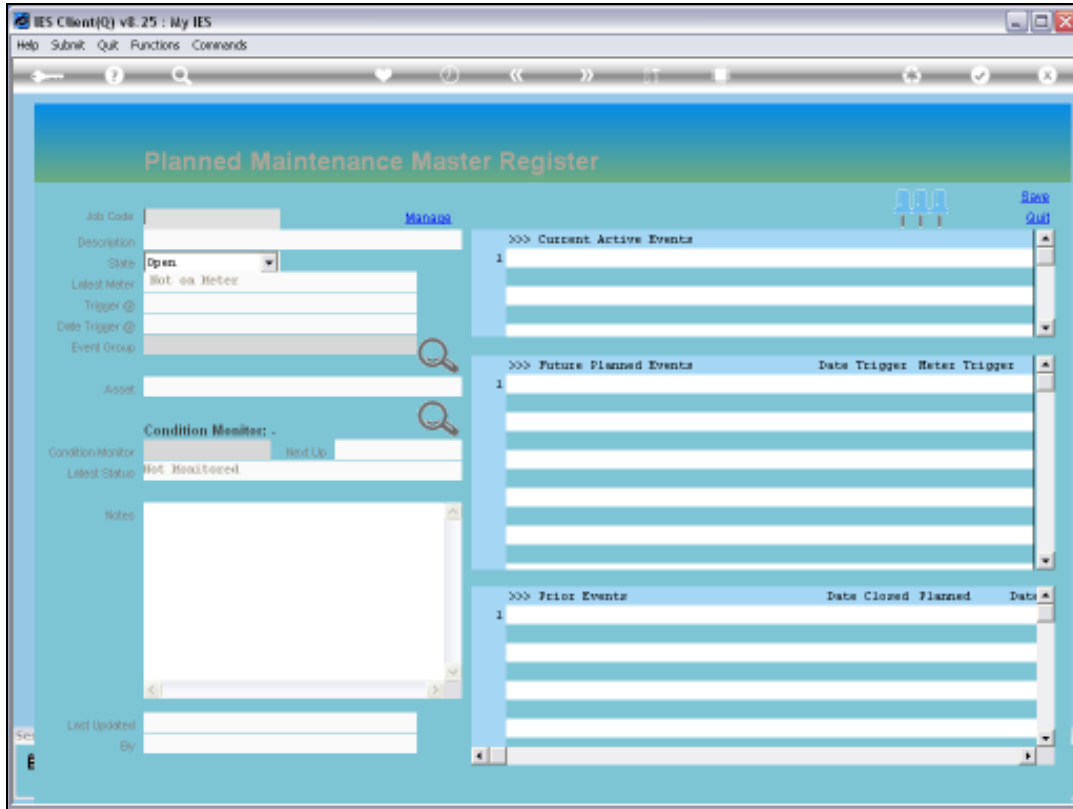 IES Client(Q) v8.25 : My IES
Help Submit Quit Functions Commands
Planned Maintenance Master Register
Save
Quit
Job Code
Manage
Description
State Open
Latest Meter Not on Meter
Trigger @
Date Trigger @
Event Group
Asset
Condition Monitor: -
Condition Monitor Next Up
Latest Status Not Monitored
Notes
Last Updated
By
>>> Current Active Events
1
>>> Future Planned Events Date Trigger Meter Trigger
1
>>> Prior Events Date Closed Planned Date
1